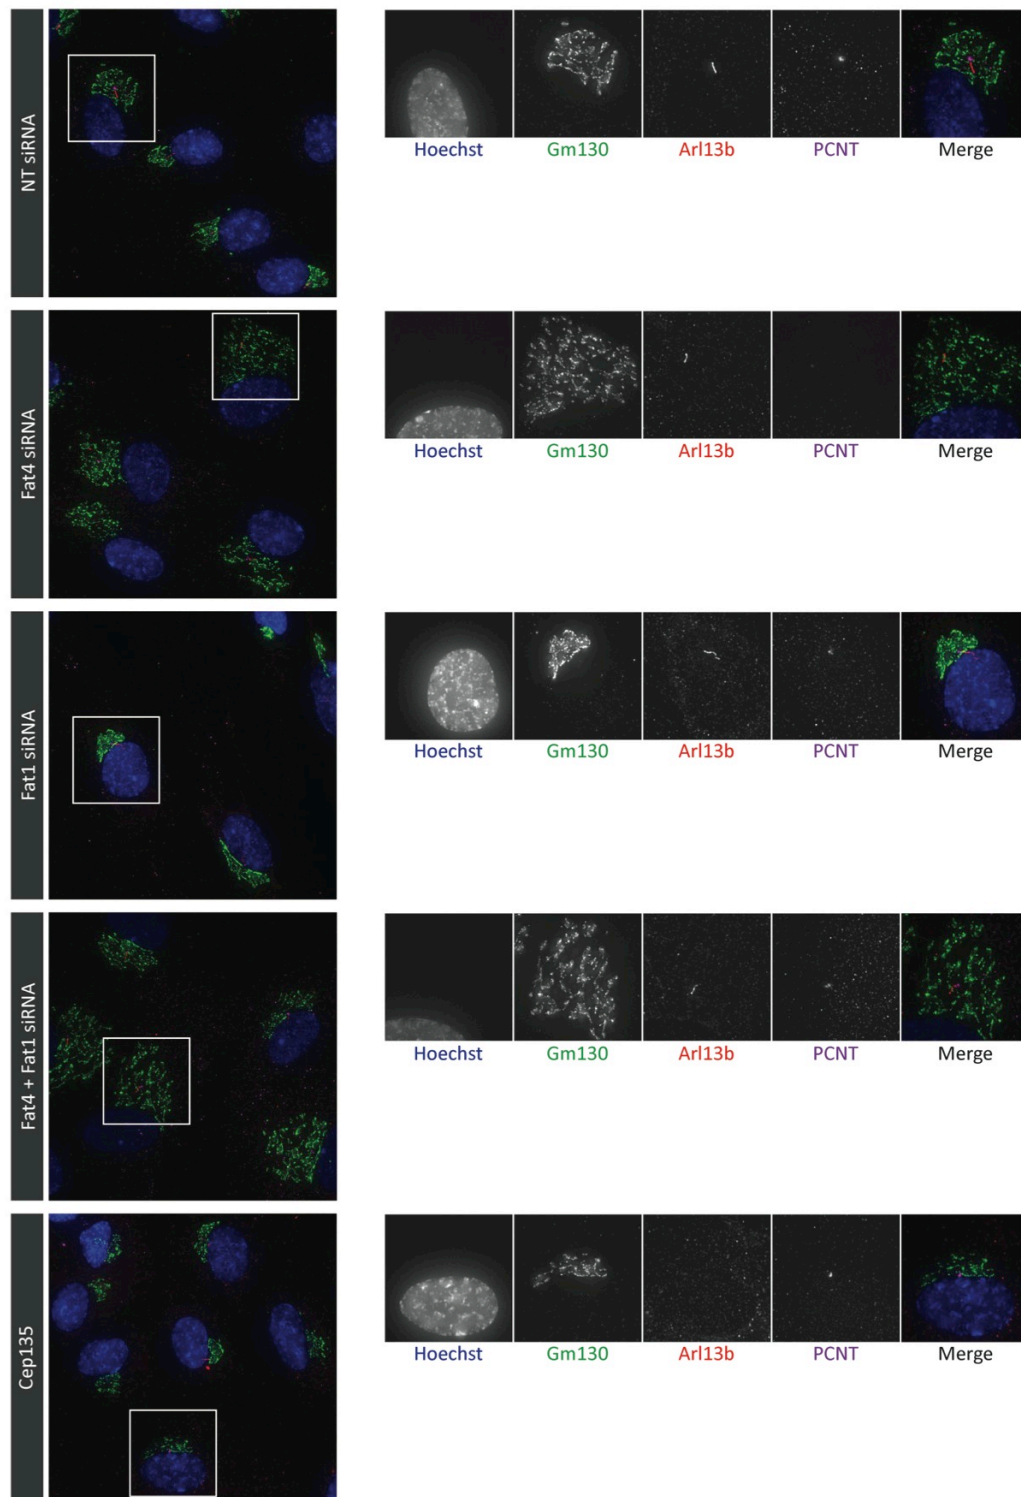 NT siRNA
Hoechst Gm130 Arl13b PCNT Merge
Fat4 siRNA
Hoechst Gm130 Arl13b PCNT Merge
Fat1 siRNA
Hoechst Gm130 Arl13b PCNT Merge
Fat4 + Fat1 siRNA
Hoechst Gm130 Arl13b PCNT Merge
Cep135
Hoechst Gm130 Arl13b PCNT Merge